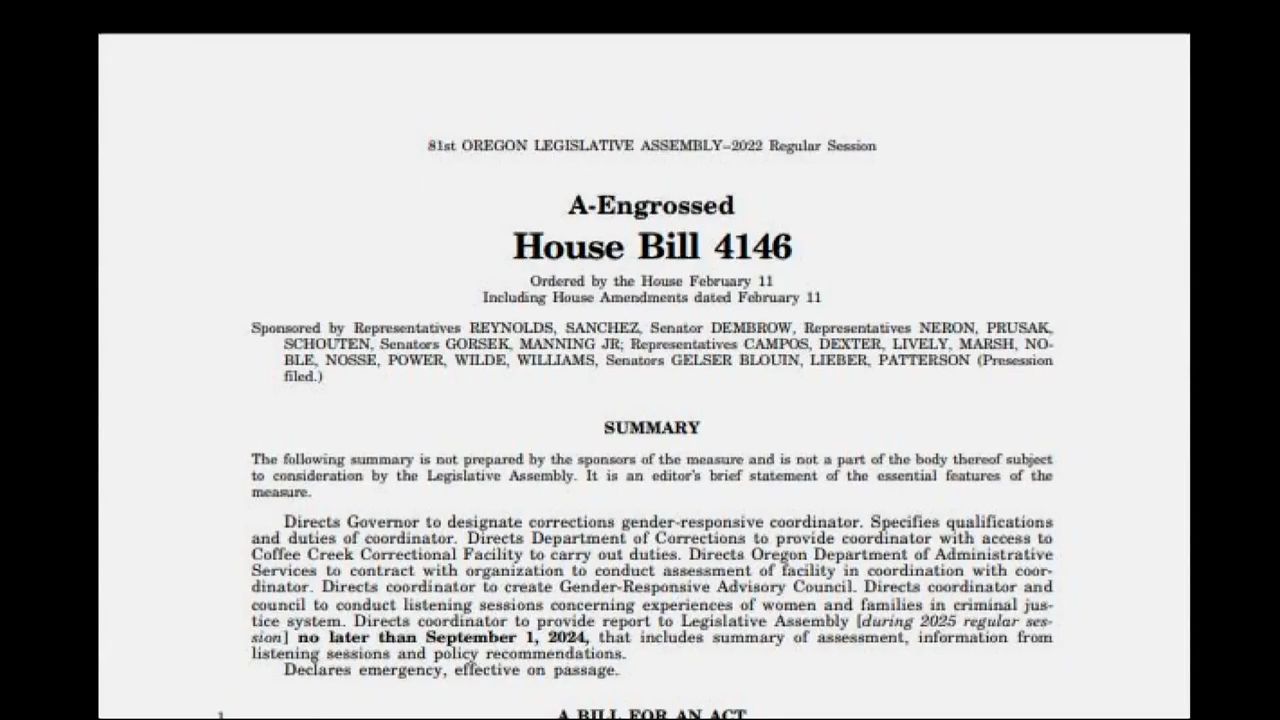 81st OREGON LEGISLATIVE ASSEMBLY--2022 Regular Session
A-Engrossed
House Bill 4146
Ordered by the House February 11
Including House Amendments dated February 11
Sponsored by Representatives REYNOLDS, SANCHEZ, Senator DEMBROW, Representatives NERON, PRUSAK,
SCHOUTEN, Senators GORSEK, MANNING JR; Representatives CAMPOS, DEXTER, LIVELY, MARSH, NO-
BLE, NOSSE, POWER, WILDE, WILLIAMS, Senators GELSER BLOUIN, LIEBER, PATTERSON (Presession
filed.)
SUMMARY
The following summary is not prepared by the sponsors of the measure and is not a part of the body thereof subject
to consideration by the Legislative Assembly. It is an editor's brief statement of the essential features of the
measure.
Directs Governor to designate corrections gender-responsive coordinator. Specifies qualifications
and duties of coordinator. Directs Department of Corrections to provide coordinator with access to
Coffee Creek Correctional Facility to carry out duties. Directs Oregon Department of Administrative
Services to contract with organization to conduct assessment of facility in coordination with coor-
dinator. Directs coordinator to create Gender-Responsive Advisory Council. Directs coordinator and
council to conduct listening sessions concerning experiences of women and families in criminal jus-
tice system. Directs coordinator to provide report to Legislative Assembly [during 2025 regular ses-
sion] no later than September 1, 2024, that includes summary of assessment, information from
listening sessions and policy recommendations.
Declares emergency, effective on passage.
1 A BILL FOR AN ACT